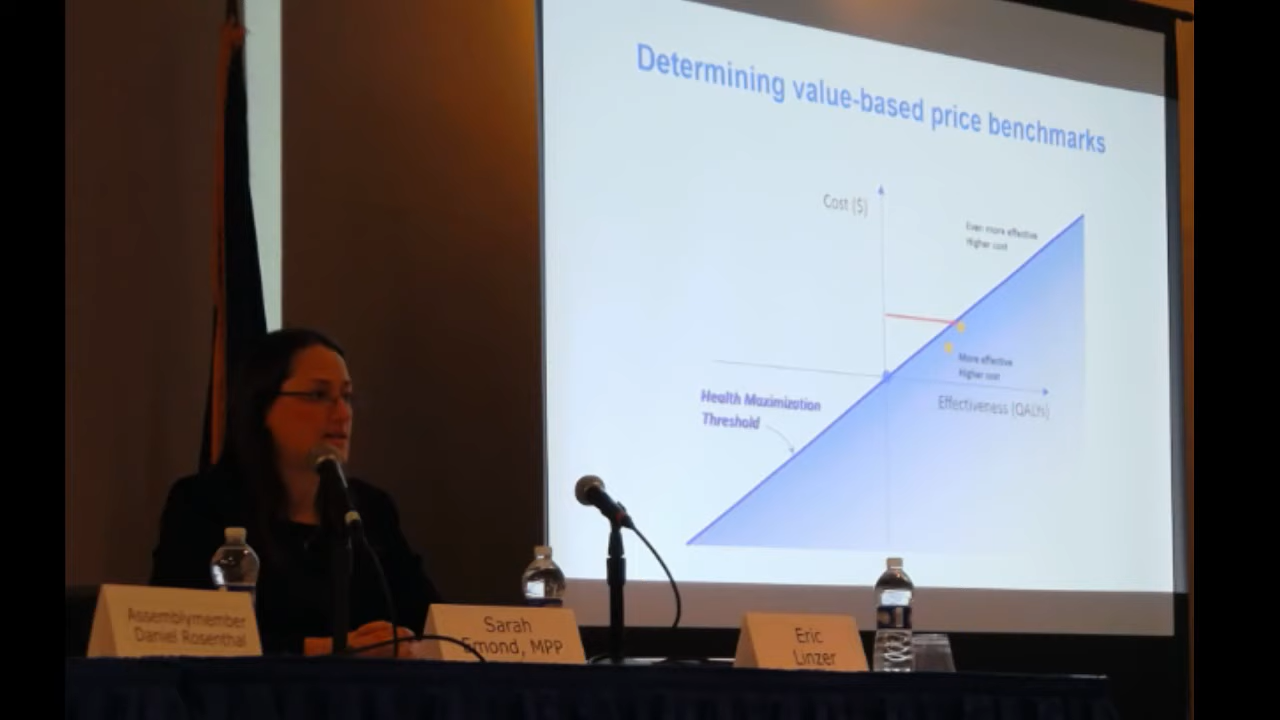 Determining value-based price benchmarks
Cost ($)
Even more effective
Higher cost
More effective
Higher cost
Effectiveness (QALYs)
Health Maximization
Threshold
Assemblymember
Daniel Rosenthal
Sarah
Emond, MPP
Eric
Linzer